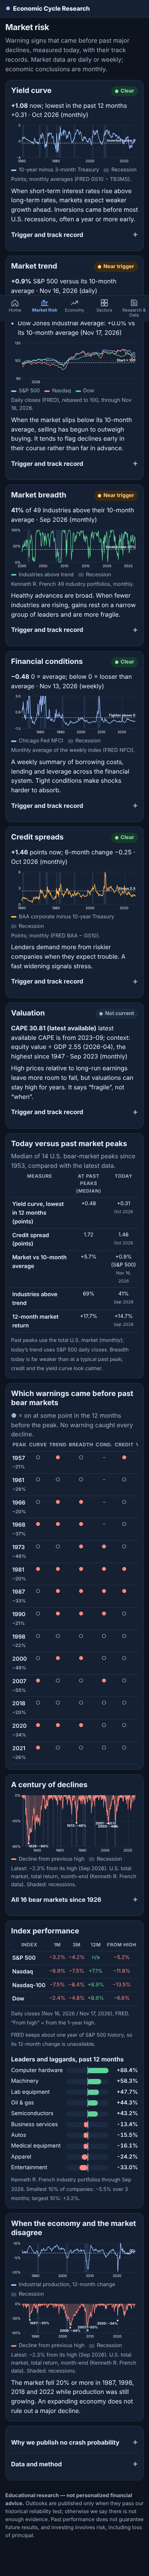 Economic Cycle Research
Market risk
Warning signs that came before past major
declines, measured today, with their track
records. Market data are daily or weekly;
economic conclusions are monthly.
Yield curve
Clear
+1.08 now; lowest in the past 12 months
+0.31 · Oct 2026 (monthly)
10-year minus 3-month Treasury
Recession
Points; monthly averages (FRED GS10 − TB3MS).
When short-term interest rates rise above
long-term rates, markets expect weaker
growth ahead. Inversions came before most
U.S. recessions, often a year or more early.
Trigger and track record
Market trend
Near trigger
+0.9% S&P 500 versus its 10-month
average · Nov 16, 2026 (daily)
Home
Market Risk
Economy
Sectors
Research &
Data
Dow Jones Industrial Average: +0.0% vs
its 10-month average (Nov 17, 2026)
S&P 500
Nasdaq
Dow
Daily closes (FRED), rebased to 100, through Nov
16, 2026.
When the market slips below its 10-month
average, selling has begun to outweigh
buying. It tends to flag declines early in
their course rather than far in advance.
Trigger and track record
Market breadth
Near trigger
41% of 49 industries above their 10-month
average · Sep 2026 (monthly)
Industries above trend
Recession
Kenneth R. French 49 industry portfolios, monthly.
Healthy advances are broad. When fewer
industries are rising, gains rest on a narrow
group of leaders and are more fragile.
Trigger and track record
Financial conditions
Clear
−0.48 0 = average; below 0 = looser than
average · Nov 13, 2026 (weekly)
Chicago Fed NFCI
Recession
Monthly average of the weekly index (FRED NFCI).
A weekly summary of borrowing costs,
lending and leverage across the financial
system. Tight conditions make shocks
harder to absorb.
Trigger and track record
Credit spreads
Clear
+1.46 points now; 6-month change −0.25 ·
Oct 2026 (monthly)
BAA corporate minus 10-year Treasury
Recession
Points; monthly (FRED BAA − GS10).
Lenders demand more from riskier
companies when they expect trouble. A
fast widening signals stress.
Trigger and track record
Valuation
Not current
CAPE 30.81 (latest available) latest
available CAPE is from 2023-09; context:
equity value ÷ GDP 2.55 (2026-04), the
highest since 1947 · Sep 2023 (monthly)
High prices relative to long-run earnings
leave more room to fall, but valuations can
stay high for years. It says “fragile”, not
“when”.
Trigger and track record
Today versus past market peaks
Median of 14 U.S. bear-market peaks since
1953, compared with the latest data.
MEASURE
AT PAST
PEAKS
(MEDIAN)
TODAY
Yield curve, lowest
in 12 months
(points)
+0.48
+0.31
Oct 2026
Credit spread
(points)
1.72
1.46
Oct 2026
Market vs 10-month
average
+5.7%
+0.9%
(S&P 500)
Nov 16,
2026
Industries above
trend
69%
41%
Sep 2026
12-month market
return
+17.7%
+14.7%
Sep 2026
Past peaks use the total U.S. market (monthly);
today’s trend uses S&P 500 daily closes. Breadth
today is far weaker than at a typical past peak;
credit and the yield curve look calmer.
Which warnings came before past
bear markets
= on at some point in the 12 months
before the peak. No warning caught every
decline.
PEAK CURVE TREND BREADTH COND. CREDIT
1957
−21%
1961
−28%
1966
−20%
1968
−37%
1973
−48%
1981
−20%
1987
−33%
1990
−21%
1998
−22%
2000
−49%
2007
−55%
2018
−20%
2020
−34%
2021
−26%
A century of declines
Decline from previous high
Recession
Latest: −2.3% from its high (Sep 2026). U.S. total
market, total return, month-end (Kenneth R. French
data). Shaded: recessions.
All 16 bear markets since 1926
Index performance
INDEX 1M 3M 12M FROM HIGH
S&P 500 −3.2% −4.2% n/a −5.2%
Nasdaq −6.9% −7.5% +7.1% −11.8%
Nasdaq-100 −7.5% −8.4% +8.9% −13.5%
Dow −2.4% −4.8% +8.9% −6.6%
Daily closes (Nov 16, 2026 / Nov 17, 2026), FRED.
“From high” = from the 1-year high.
FRED keeps about one year of S&P 500 history, so
its 12-month change is unavailable.
Leaders and laggards, past 12 months
Computer hardware +88.4%
Machinery +58.3%
Lab equipment +47.7%
Oil & gas +44.3%
Semiconductors +43.2%
Business services −13.4%
Autos −15.5%
Medical equipment −16.1%
Apparel −24.2%
Entertainment −33.0%
Kenneth R. French industry portfolios through Sep
2026. Smallest 10% of companies: −5.5% over 3
months; largest 10%: +3.2%.
When the economy and the market
disagree
Industrial production, 12-month change
Recession
Decline from previous high
Recession
Latest: −2.3% from its high (Sep 2026). U.S. total
market, total return, month-end (Kenneth R. French
data). Shaded: recessions.
The market fell 20% or more in 1987, 1998,
2018 and 2022 while production was still
growing. An expanding economy does not
rule out a major decline.
Why we publish no crash probability
Data and method
Educational research — not personalized financial
advice. Outlooks are published only when they pass our
historical reliability test; otherwise we say there is not
enough evidence. Past performance does not guarantee
future results, and investing involves risk, including loss
of principal.